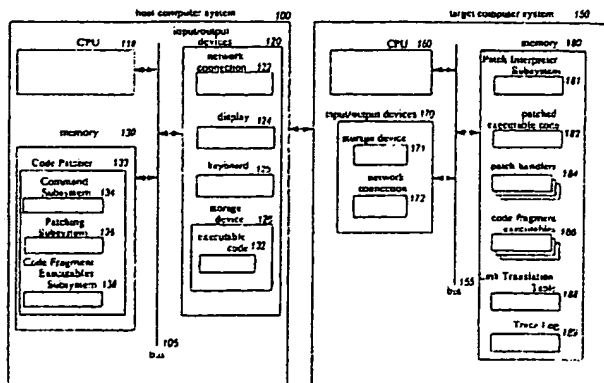 host computer system 100
CPU 110
input/output
devices 120
network
connection 122
display 124
keyboard
storage
device
executable
code 132
memory 130
Code Patcher
Command
Subsystem 134
Patching
Subsystem 136
Code Fragment
Executables
Subsystem 138
105
bus
target computer system 150
CPU 160
input/output devices 170
storage device
171
network
connection
172
155
bus
memory 180
Patch Interpreter
Subsystem
181
patched
executable code
182
patch handlers
184
code fragment
executables
186
Link Translation
Table
188
Trace Log
189